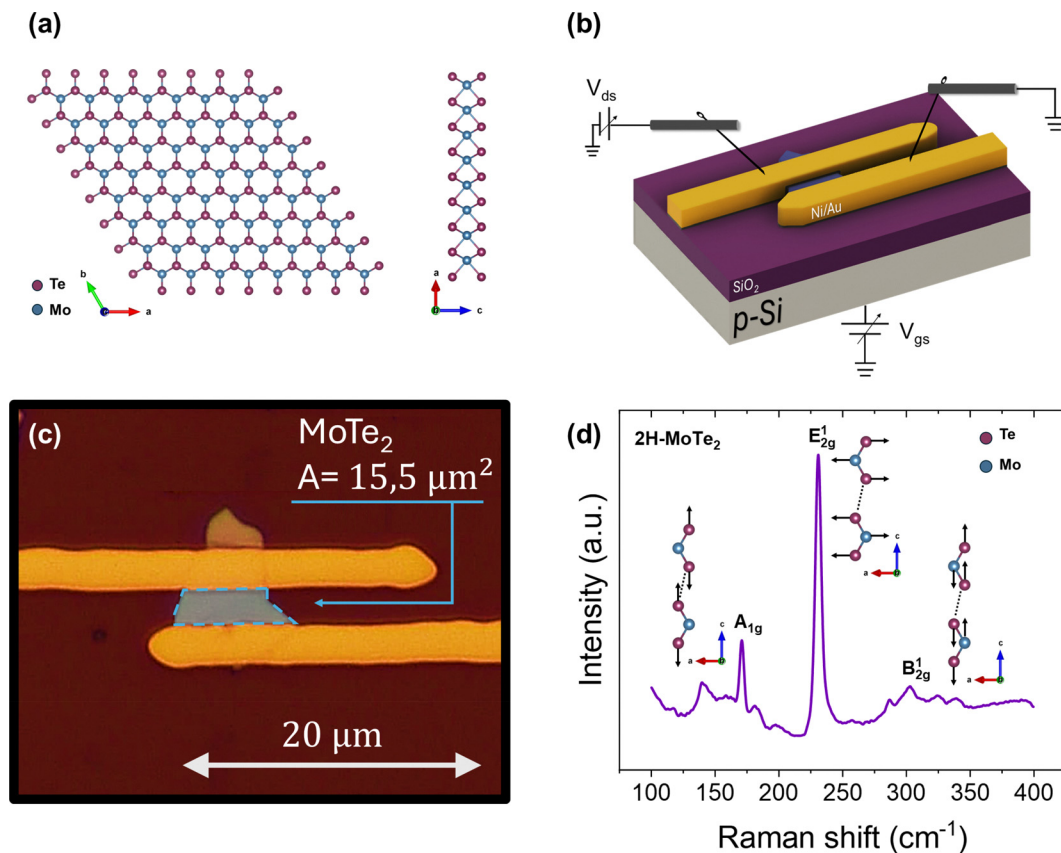 (a)
Te
Mo
b
a
a
c
(b)
V_ds
Ni/Au
SiO₂
p-Si
V_gs
(c)
MoTe₂
A= 15,5 µm²
20 µm
(d)
2H-MoTe₂
E¹₂g
Te
Mo
A₁g
B¹₂g
c
a
c
a
c
a
Intensity (a.u.)
100 150 200 250 300 350 400
Raman shift (cm⁻¹)